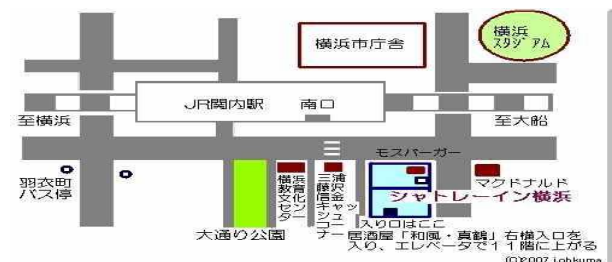 横浜
スタジアム
横浜市庁舎
JR関内駅 南口
至横浜
至大船
モスバーガー
羽衣町
バス停
横浜
教育
文化
セン
ター
三浦
藤沢
信金
キャッ
シュコ
ーナー
マクドナルド
シャトレーイン横浜
入り口はここ
大通り公園
居酒屋「和風・真鶴」右横入口を
入り、エレベータで11階に上がる
(C)2007 johkuma